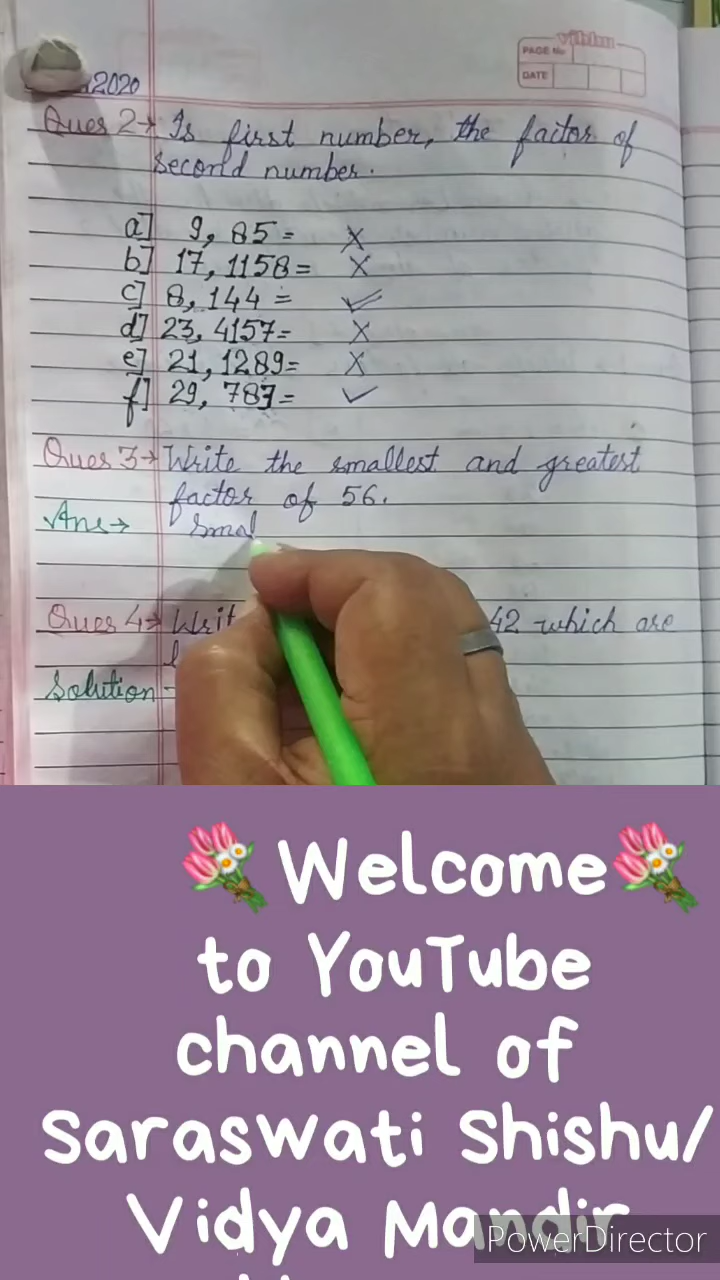 vibhu
PAGE No
DATE
2020
Ques 2→ Is first number, the factor of
second number.
a] 9, 85 = X
b] 17, 1158 = X
c] 8, 144 = ✓
d] 23, 4157= X
e] 21, 1289= X
f] 29, 787= ✓
Ques 3→ Write the smallest and greatest
factor of 56.
Ans→ Smal
Ques 4→ Writ 42 which are
Solution
💐 Welcome 💐
to YouTube
channel of
Saraswati Shishu/
Vidya Mandir
PowerDirector